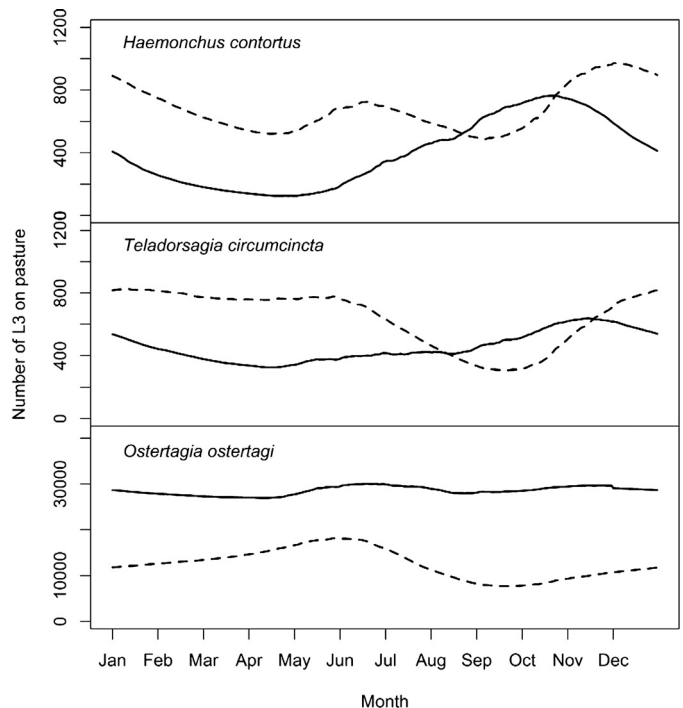 Haemonchus contortus
1200
800
400
Teladorsagia circumcincta
1200
800
400
0
Number of L3 on pasture
Ostertagia ostertagi
30000
10000
0
Jan Feb Mar Apr May Jun Jul Aug Sep Oct Nov Dec
Month